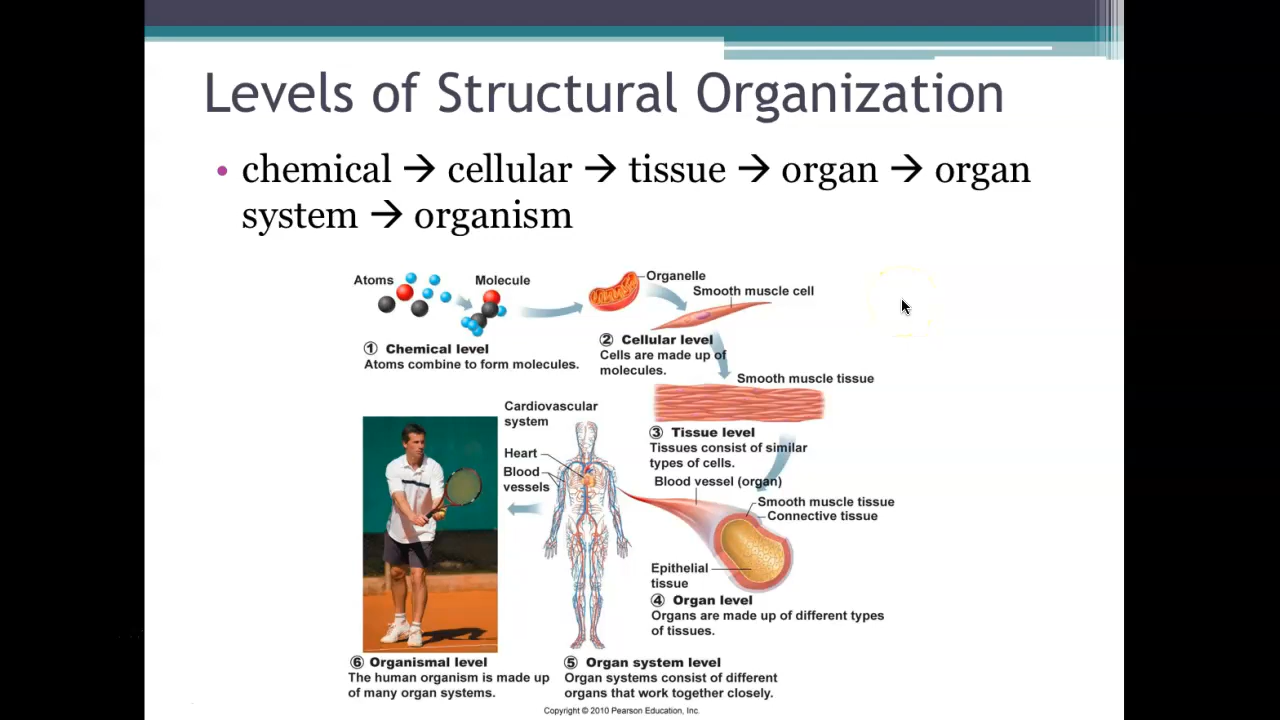 Levels of Structural Organization
• chemical → cellular → tissue → organ → organ
system → organism
Atoms
Molecule
① Chemical level
Atoms combine to form molecules.
Organelle
Smooth muscle cell
② Cellular level
Cells are made up of
molecules.
Smooth muscle tissue
③ Tissue level
Tissues consist of similar
types of cells.
Blood vessel (organ)
Smooth muscle tissue
Connective tissue
Epithelial
tissue
④ Organ level
Organs are made up of different types
of tissues.
Cardiovascular
system
Heart
Blood
vessels
⑤ Organ system level
Organ systems consist of different
organs that work together closely.
⑥ Organismal level
The human organism is made up
of many organ systems.
Copyright © 2010 Pearson Education, Inc.